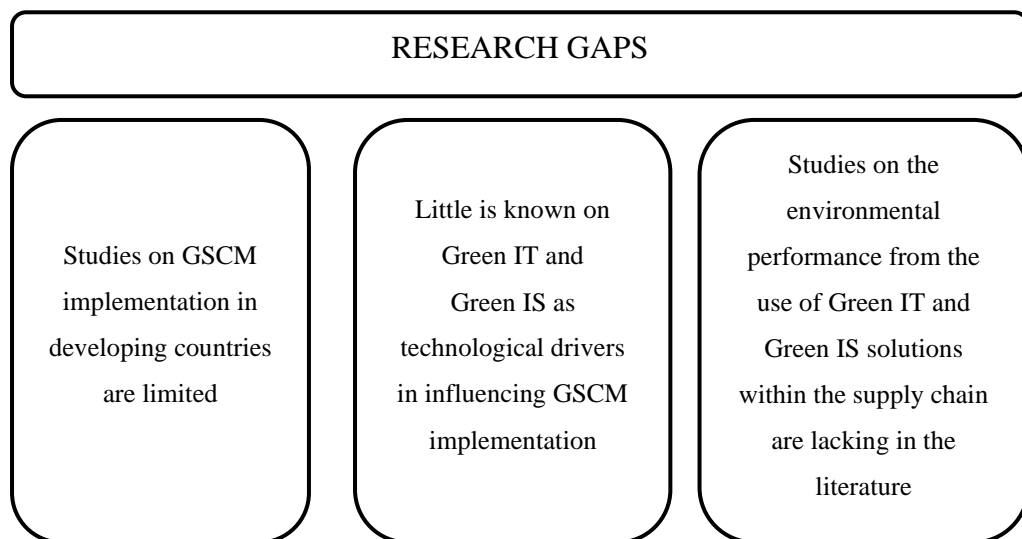 RESEARCH GAPS
Studies on GSCM
implementation in
developing countries
are limited
Little is known on
Green IT and
Green IS as
technological drivers
in influencing GSCM
implementation
Studies on the
environmental
performance from the
use of Green IT and
Green IS solutions
within the supply chain
are lacking in the
literature